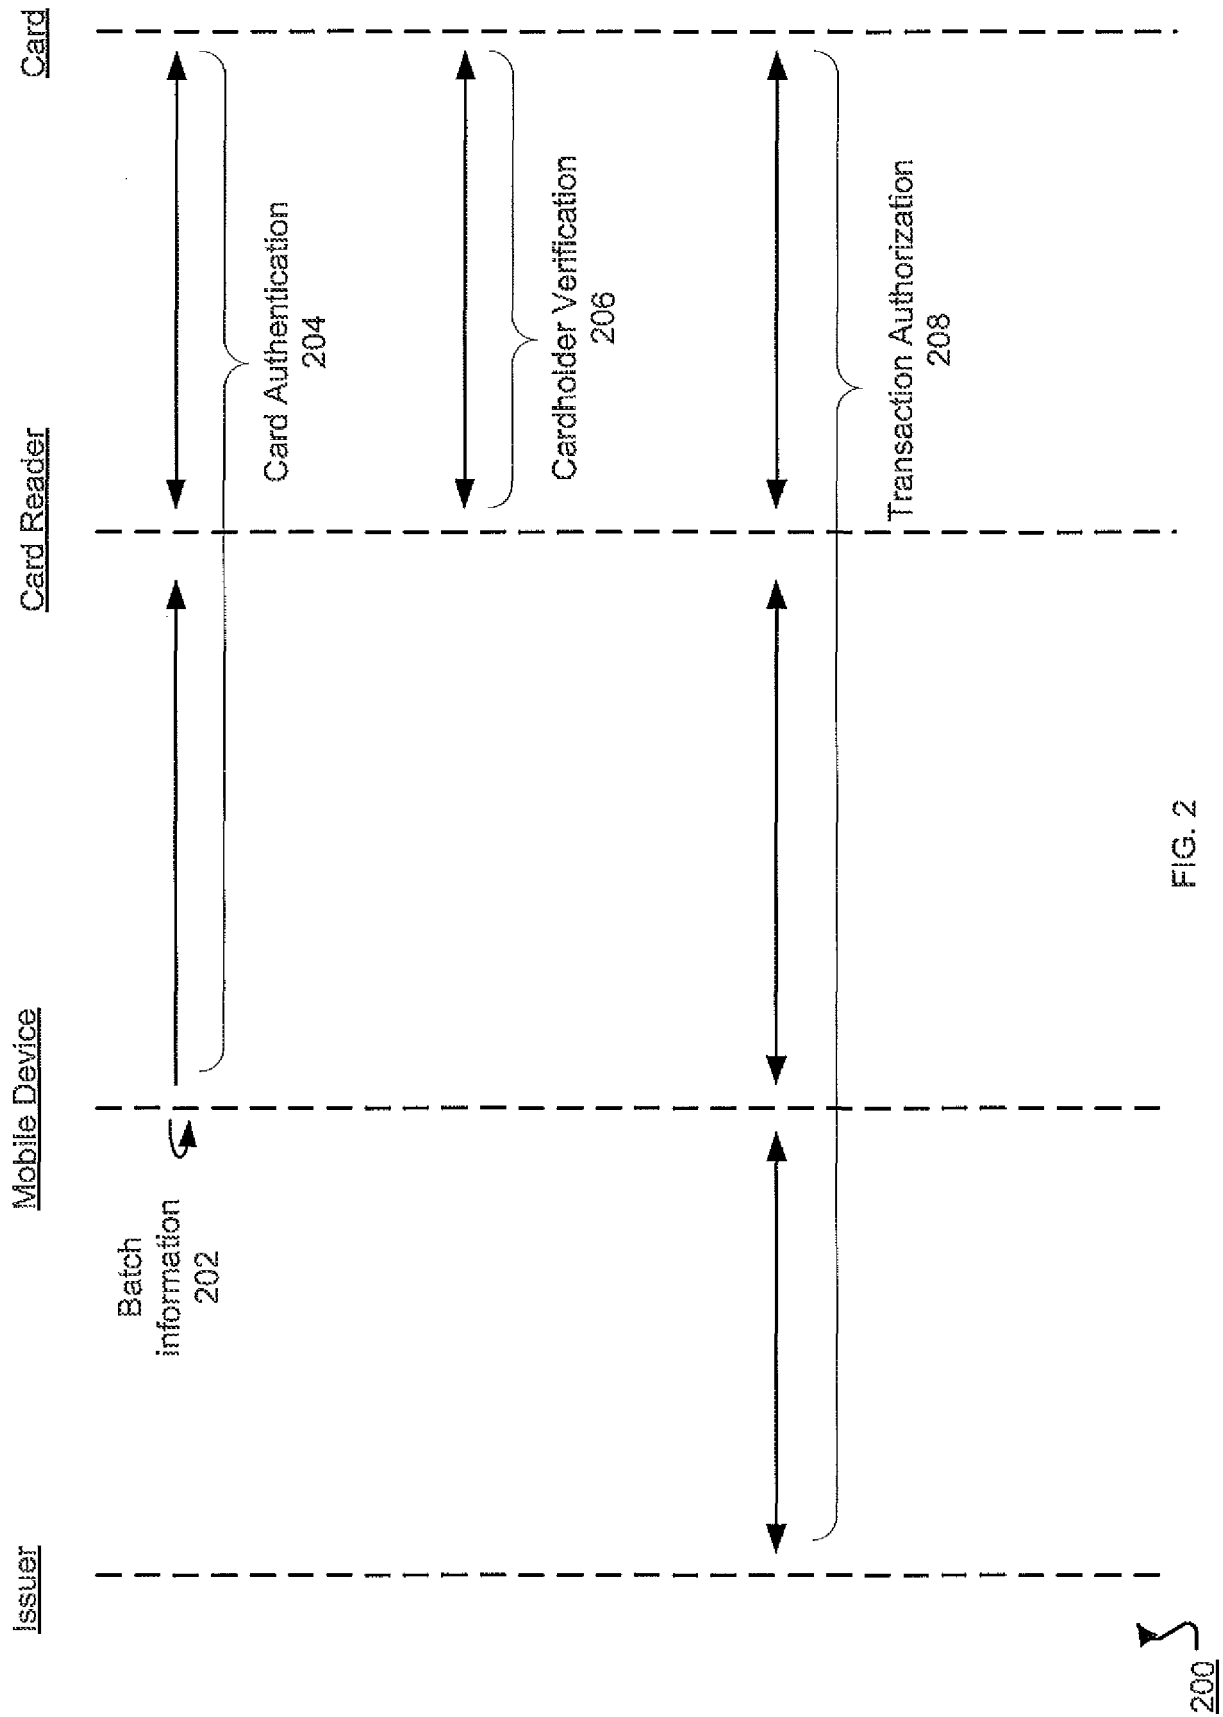 Issuer
Mobile Device
Card Reader
Card
Batch
information
202
Card Authentication
204
Cardholder Verification
206
Transaction Authorization
208
200
FIG. 2